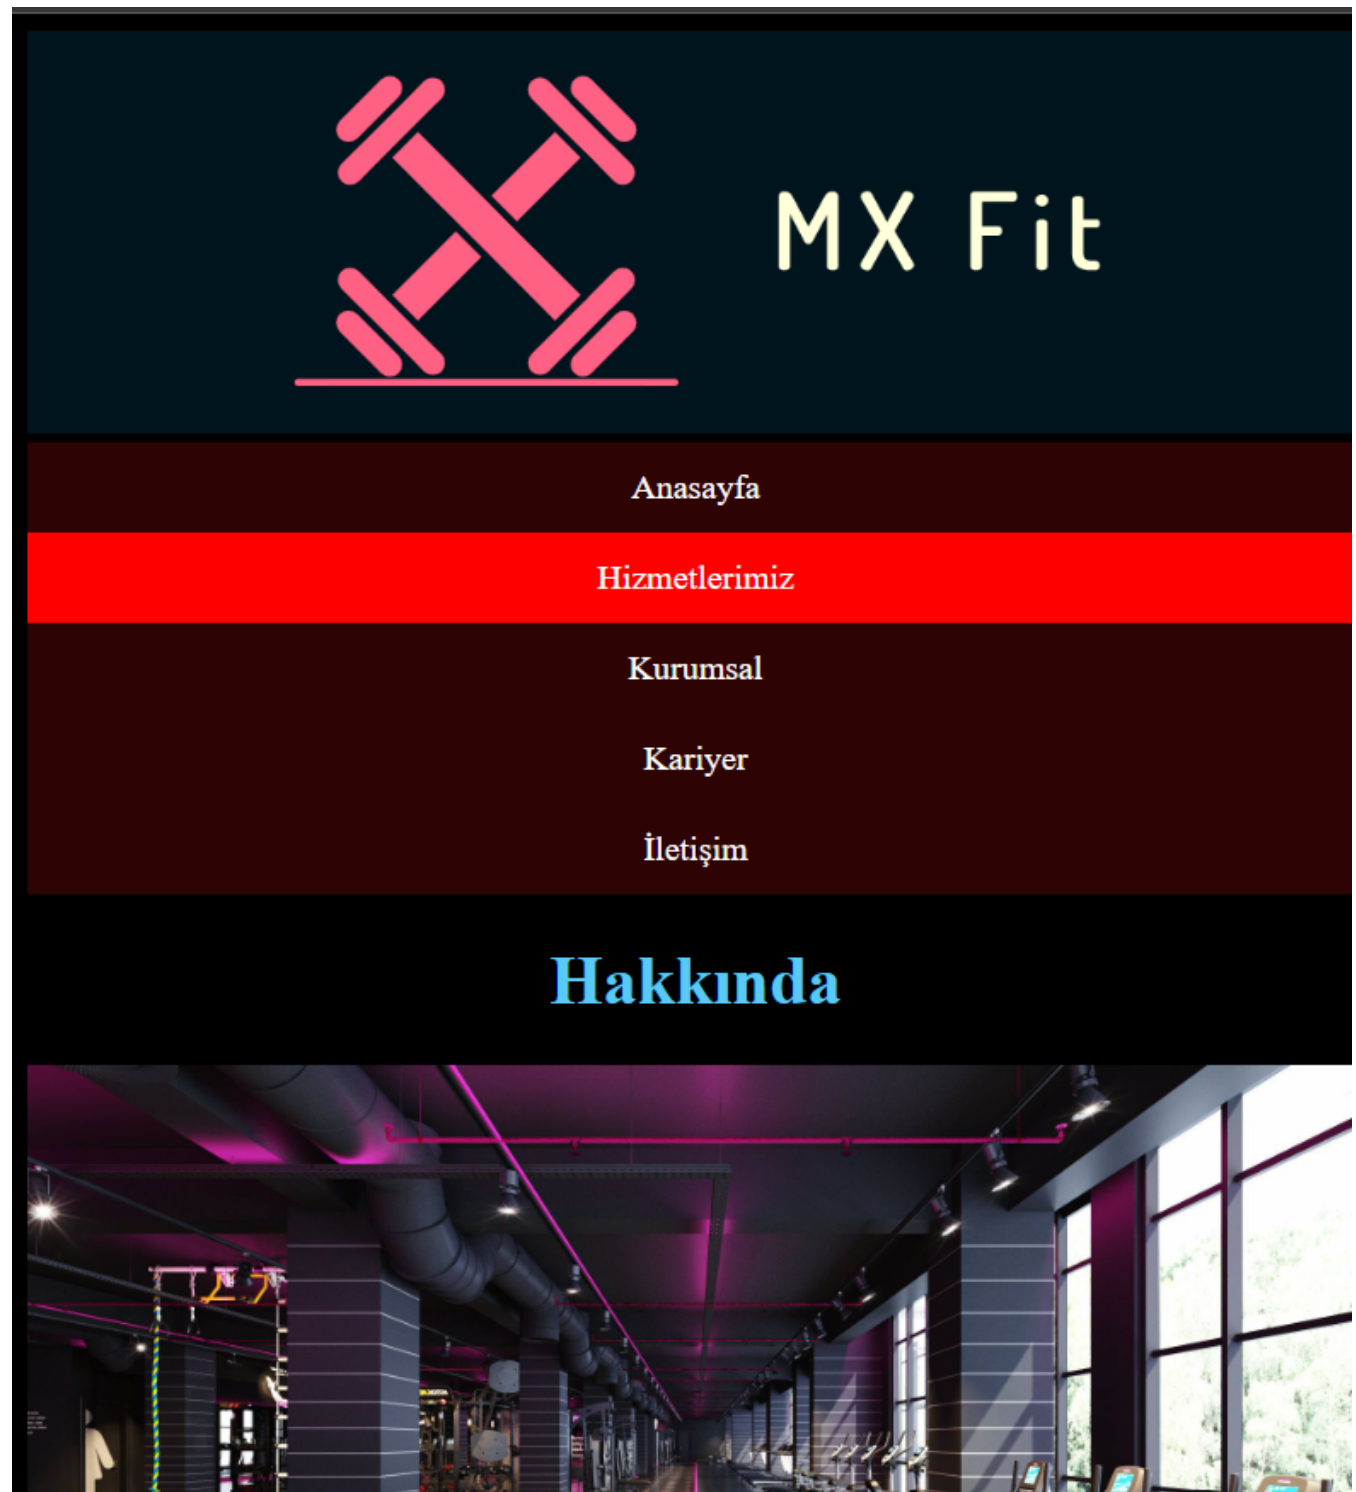 MX Fit
Anasayfa
Hizmetlerimiz
Kurumsal
Kariyer
İletişim
Hakkında